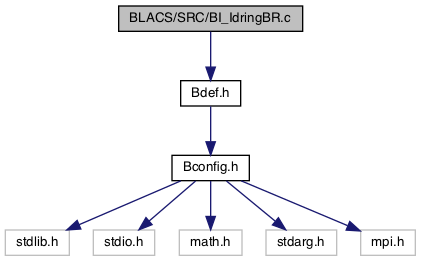 BLACS/SRC/BI_IdringBR.c
Bdef.h
Bconfig.h
stdlib.h
stdio.h
math.h
stdarg.h
mpi.h